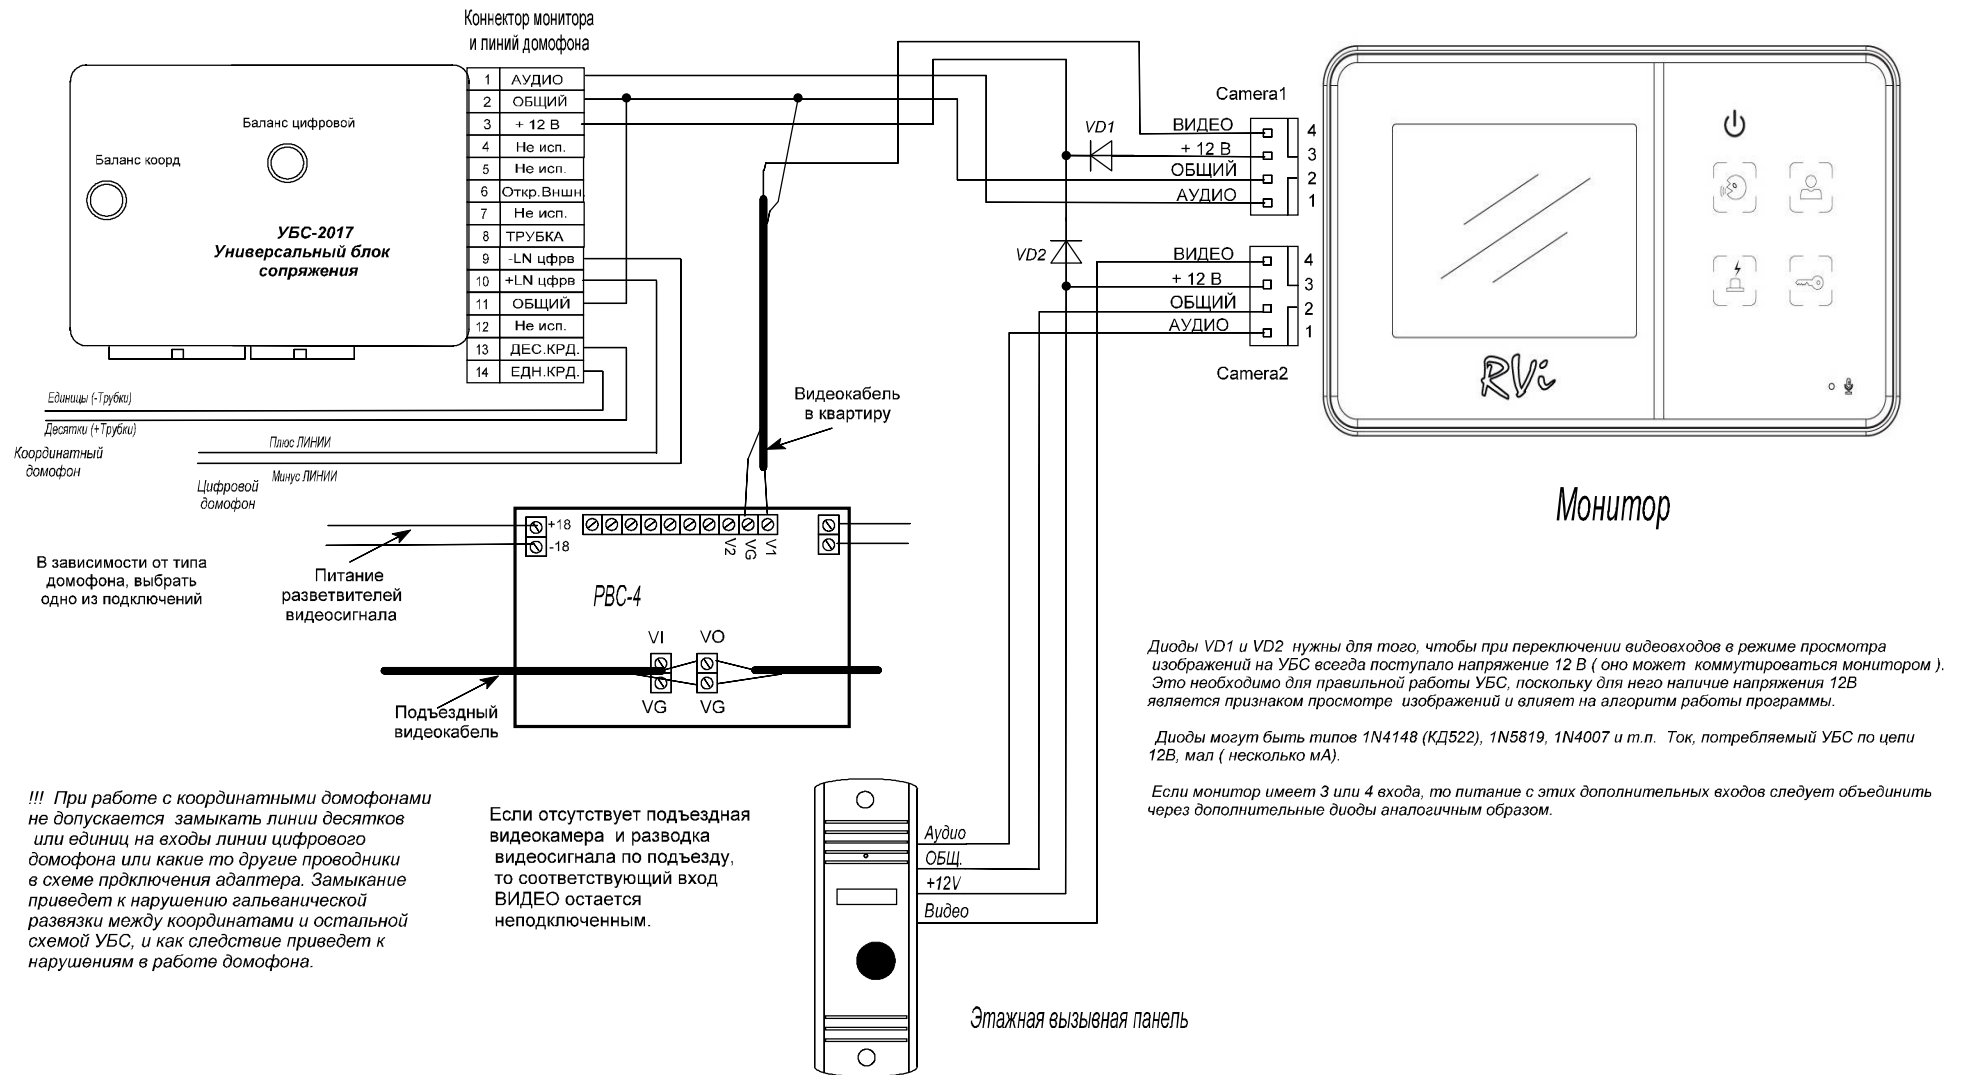 Коннектор монитора
и линий домофона
1 АУДИО
2 ОБЩИЙ
3 + 12 В
4 Не исп.
5 Не исп.
6 Откр.Вншн.
7 Не исп.
8 ТРУБКА
9 -LN цфрв
10 +LN цфрв
11 ОБЩИЙ
12 Не исп.
13 ДЕС.КРД.
14 ЕДН.КРД.
Баланс цифровой
Баланс коорд
УБС-2017
Универсальный блок
сопряжения
Единицы (-Трубки)
Десятки (+Трубки)
Координатный
домофон
Плюс ЛИНИИ
Минус ЛИНИИ
Цифровой
домофон
В зависимости от типа
домофона, выбрать
одно из подключений
Питание
разветвителей
видеосигнала
+18
-18
V2
VG
V1
РВС-4
VI
VO
VG
VG
Подъездный
видеокабель
Видеокабель
в квартиру
VD1
VD2
Camera1
ВИДЕО 4
+ 12 В 3
ОБЩИЙ 2
АУДИО 1
ВИДЕО 4
+ 12 В 3
ОБЩИЙ 2
АУДИО 1
Camera2
RVi
Монитор
Диоды VD1 и VD2 нужны для того, чтобы при переключении видеовходов в режиме просмотра
изображений на УБС всегда поступало напряжение 12 В ( оно может коммутироваться монитором ).
Это необходимо для правильной работы УБС, поскольку для него наличие напряжения 12В
является признаком просмотре изображений и влияет на алгоритм работы программы.
Диоды могут быть типов 1N4148 (КД522), 1N5819, 1N4007 и т.п. Ток, потребляемый УБС по цепи
12В, мал ( несколько мА).
Если монитор имеет 3 или 4 входа, то питание с этих дополнительных входов следует объединить
через дополнительные диоды аналогичным образом.
!!! При работе с координатными домофонами
не допускается замыкать линии десятков
или единиц на входы линии цифрового
домофона или какие то другие проводники
в схеме прдключения адаптера. Замыкание
приведет к нарушению гальванической
развязки между координатами и остальной
схемой УБС, и как следствие приведет к
нарушениям в работе домофона.
Если отсутствует подъездная
видеокамера и разводка
видеосигнала по подъезду,
то соответствующий вход
ВИДЕО остается
неподключенным.
Аудио
ОБЩ.
+12V
Видео
Этажная вызывная панель